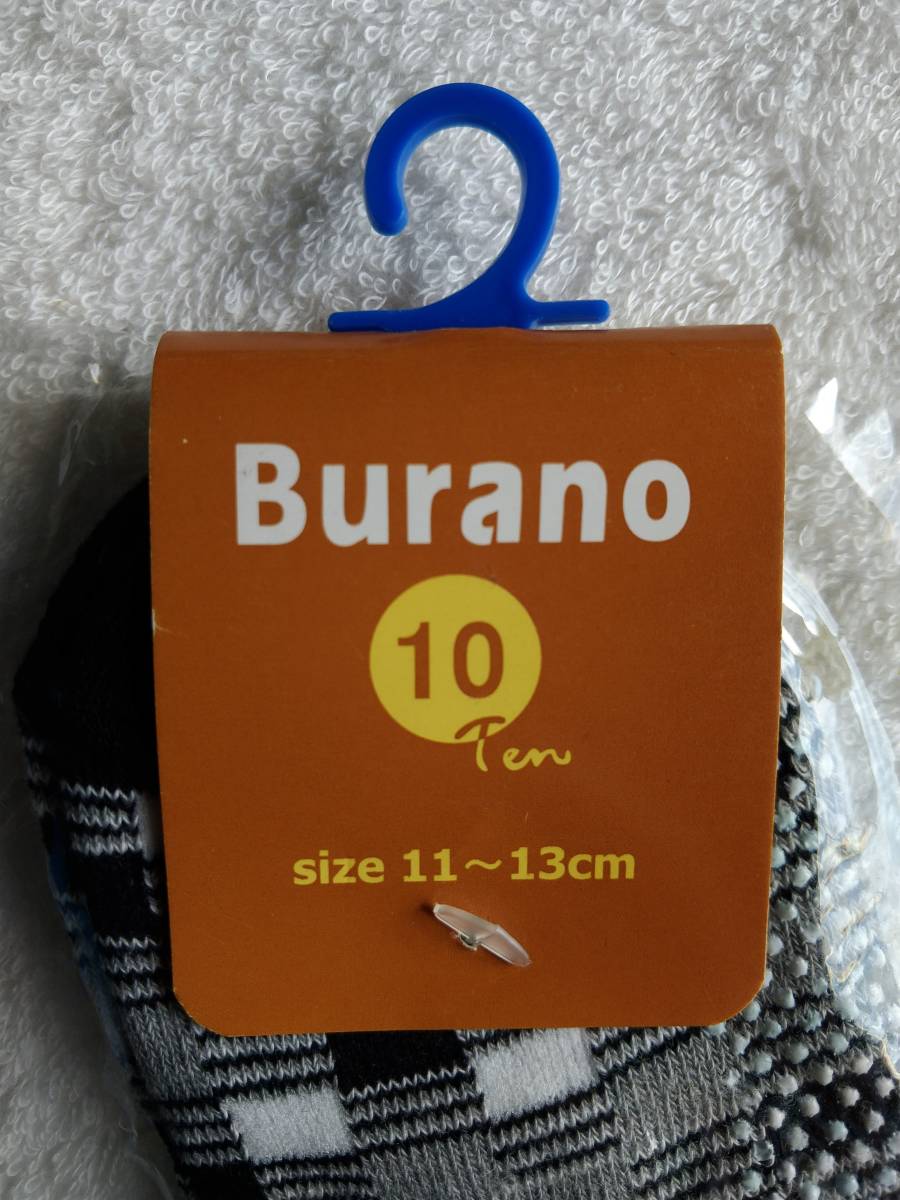 Burano
10
Ten
size 11～13cm